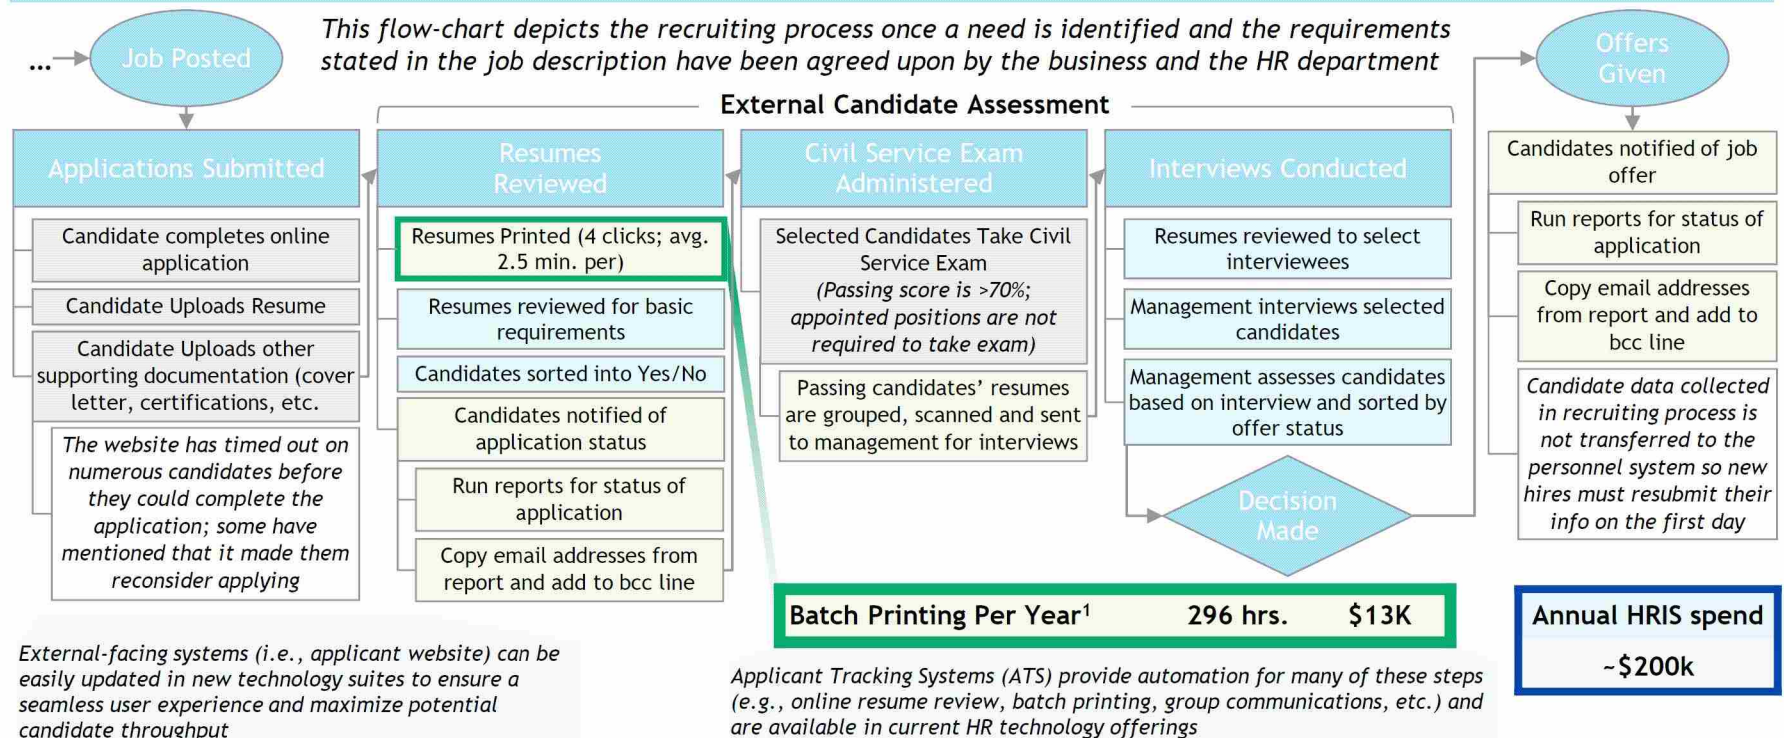 This flow-chart depicts the recruiting process once a need is identified and the requirements
stated in the job description have been agreed upon by the business and the HR department
...
Job Posted
External Candidate Assessment
Applications Submitted
Candidate completes online
application
Candidate Uploads Resume
Candidate Uploads other
supporting documentation (cover
letter, certifications, etc.
The website has timed out on
numerous candidates before
they could complete the
application; some have
mentioned that it made them
reconsider applying
Resumes
Reviewed
Resumes Printed (4 clicks; avg.
2.5 min. per)
Resumes reviewed for basic
requirements
Candidates sorted into Yes/No
Candidates notified of
application status
Run reports for status of
application
Copy email addresses from
report and add to bcc line
Civil Service Exam
Administered
Selected Candidates Take Civil
Service Exam
(Passing score is >70%;
appointed positions are not
required to take exam)
Passing candidates’ resumes
are grouped, scanned and sent
to management for interviews
Interviews Conducted
Resumes reviewed to select
interviewees
Management interviews selected
candidates
Management assesses candidates
based on interview and sorted by
offer status
Decision
Made
Offers
Given
Candidates notified of job
offer
Run reports for status of
application
Copy email addresses
from report and add to
bcc line
Candidate data collected
in recruiting process is
not transferred to the
personnel system so new
hires must resubmit their
info on the first day
Batch Printing Per Year¹ 296 hrs. $13K
Annual HRIS spend
~$200k
External-facing systems (i.e., applicant website) can be
easily updated in new technology suites to ensure a
seamless user experience and maximize potential
candidate throughput
Applicant Tracking Systems (ATS) provide automation for many of these steps
(e.g., online resume review, batch printing, group communications, etc.) and
are available in current HR technology offerings